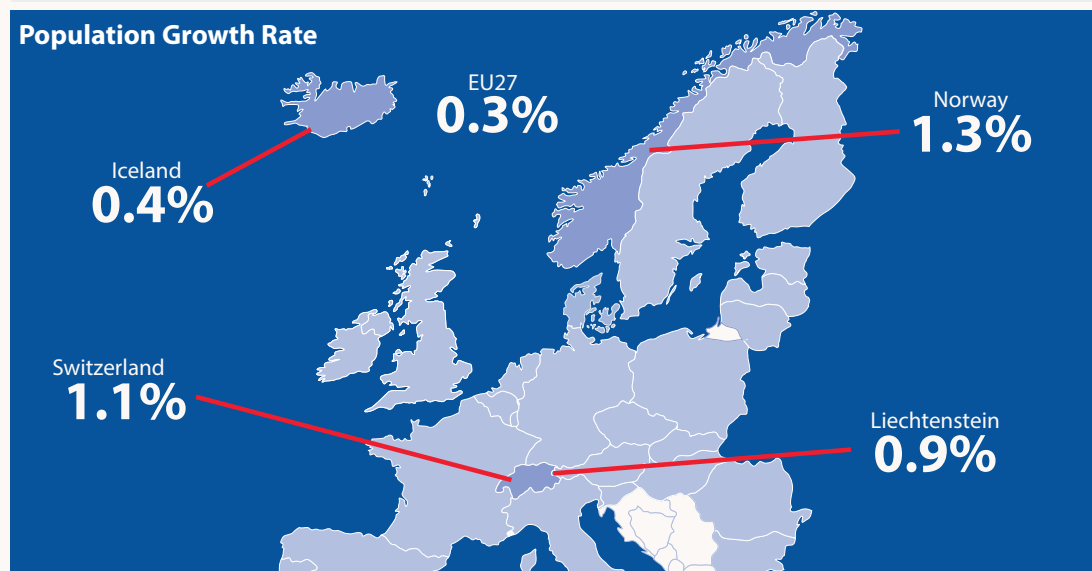 Population Growth Rate
EU27
0.3%
Norway
1.3%
Iceland
0.4%
Switzerland
1.1%
Liechtenstein
0.9%